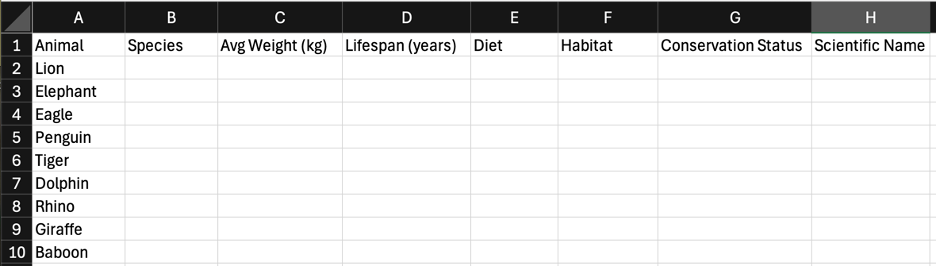 A B C D E F G H
1 Animal Species Avg Weight (kg) Lifespan (years) Diet Habitat Conservation Status Scientific Name
2 Lion
3 Elephant
4 Eagle
5 Penguin
6 Tiger
7 Dolphin
8 Rhino
9 Giraffe
10 Baboon